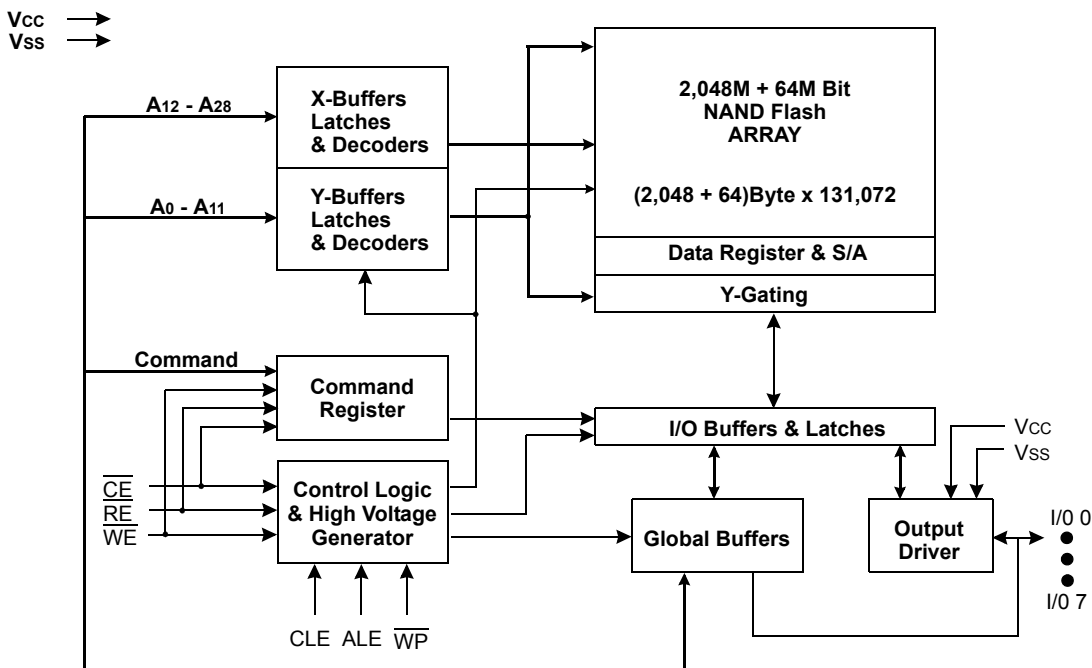 VCC
VSS
A12 - A28
X-Buffers
Latches
& Decoders
A0 - A11
Y-Buffers
Latches
& Decoders
2,048M + 64M Bit
NAND Flash
ARRAY
(2,048 + 64)Byte x 131,072
Data Register & S/A
Y-Gating
Command
Command
Register
I/O Buffers & Latches
VCC
VSS
CE
RE
WE
Control Logic
& High Voltage
Generator
Global Buffers
Output
Driver
I/0 0
I/0 7
CLE ALE WP